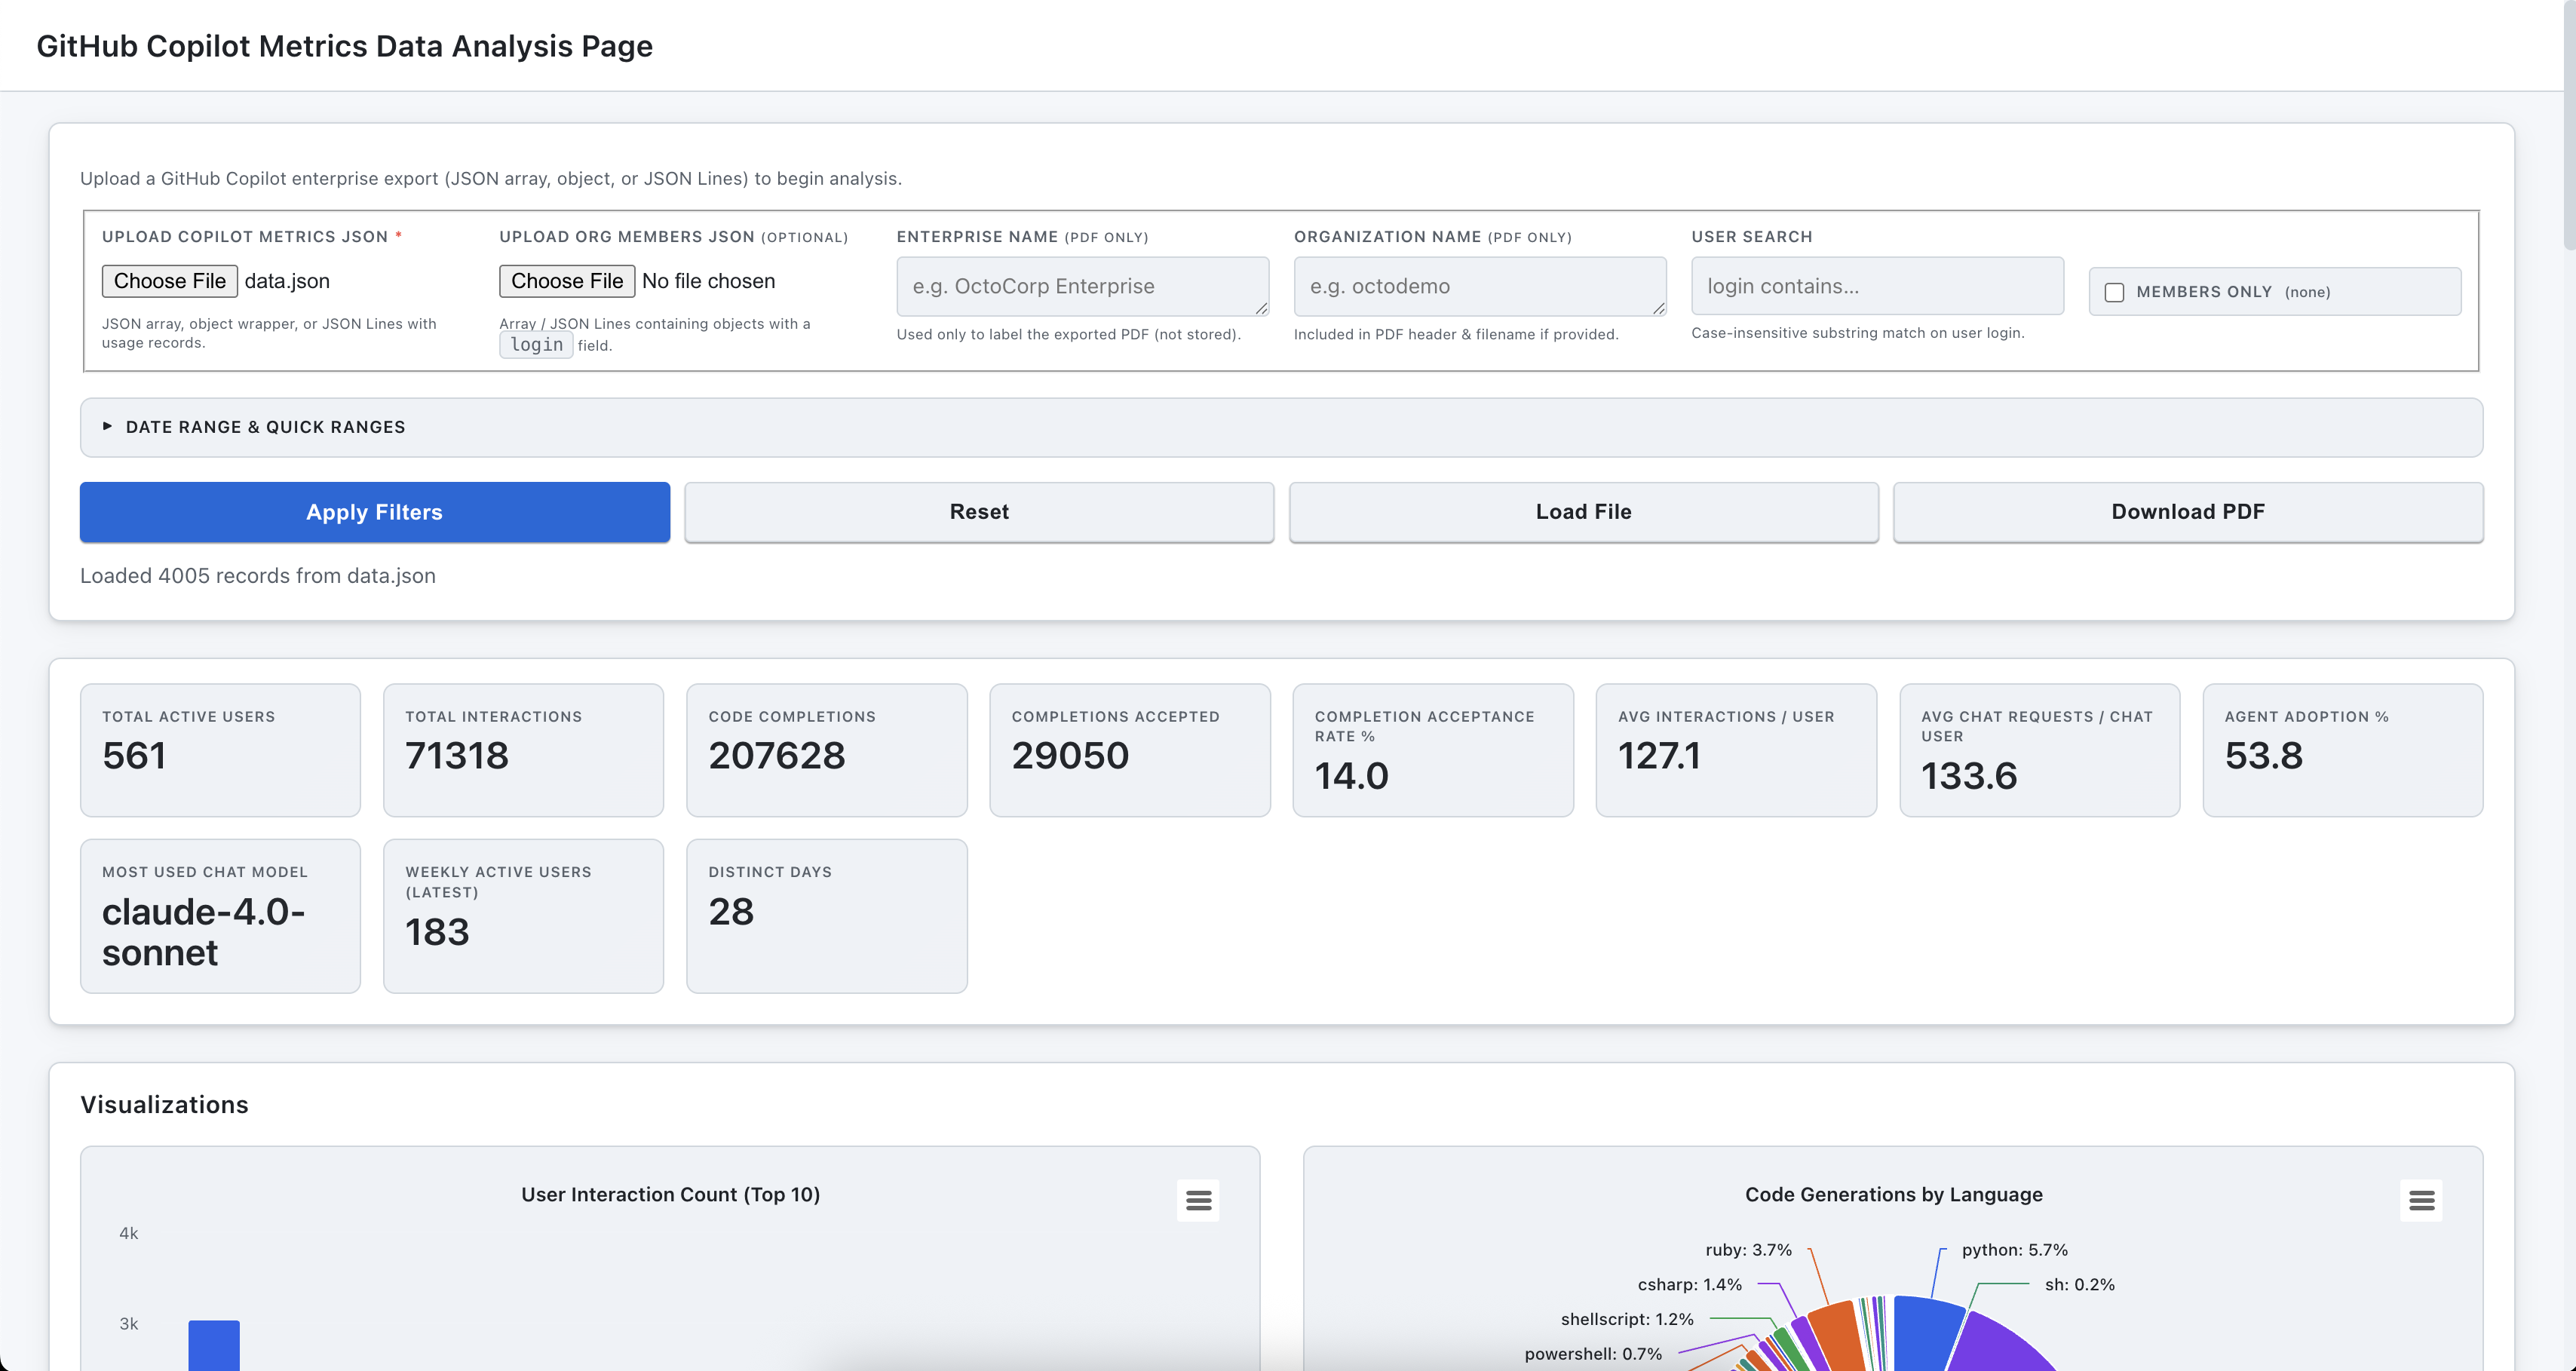 GitHub Copilot Metrics Data Analysis Page
Upload a GitHub Copilot enterprise export (JSON array, object, or JSON Lines) to begin analysis.
UPLOAD COPILOT METRICS JSON *
Choose File data.json
JSON array, object wrapper, or JSON Lines with
usage records.
UPLOAD ORG MEMBERS JSON (OPTIONAL)
Choose File No file chosen
Array / JSON Lines containing objects with a
login field.
ENTERPRISE NAME (PDF ONLY)
e.g. OctoCorp Enterprise
Used only to label the exported PDF (not stored).
ORGANIZATION NAME (PDF ONLY)
e.g. octodemo
Included in PDF header & filename if provided.
USER SEARCH
login contains...
Case-insensitive substring match on user login.
MEMBERS ONLY (none)
DATE RANGE & QUICK RANGES
Apply Filters
Reset
Load File
Download PDF
Loaded 4005 records from data.json
TOTAL ACTIVE USERS
561
TOTAL INTERACTIONS
71318
CODE COMPLETIONS
207628
COMPLETIONS ACCEPTED
29050
COMPLETION ACCEPTANCE
RATE %
14.0
AVG INTERACTIONS / USER
127.1
AVG CHAT REQUESTS / CHAT
USER
133.6
AGENT ADOPTION %
53.8
MOST USED CHAT MODEL
claude-4.0-
sonnet
WEEKLY ACTIVE USERS
(LATEST)
183
DISTINCT DAYS
28
Visualizations
User Interaction Count (Top 10)
4k
3k
Code Generations by Language
ruby: 3.7%
python: 5.7%
csharp: 1.4%
sh: 0.2%
shellscript: 1.2%
powershell: 0.7%